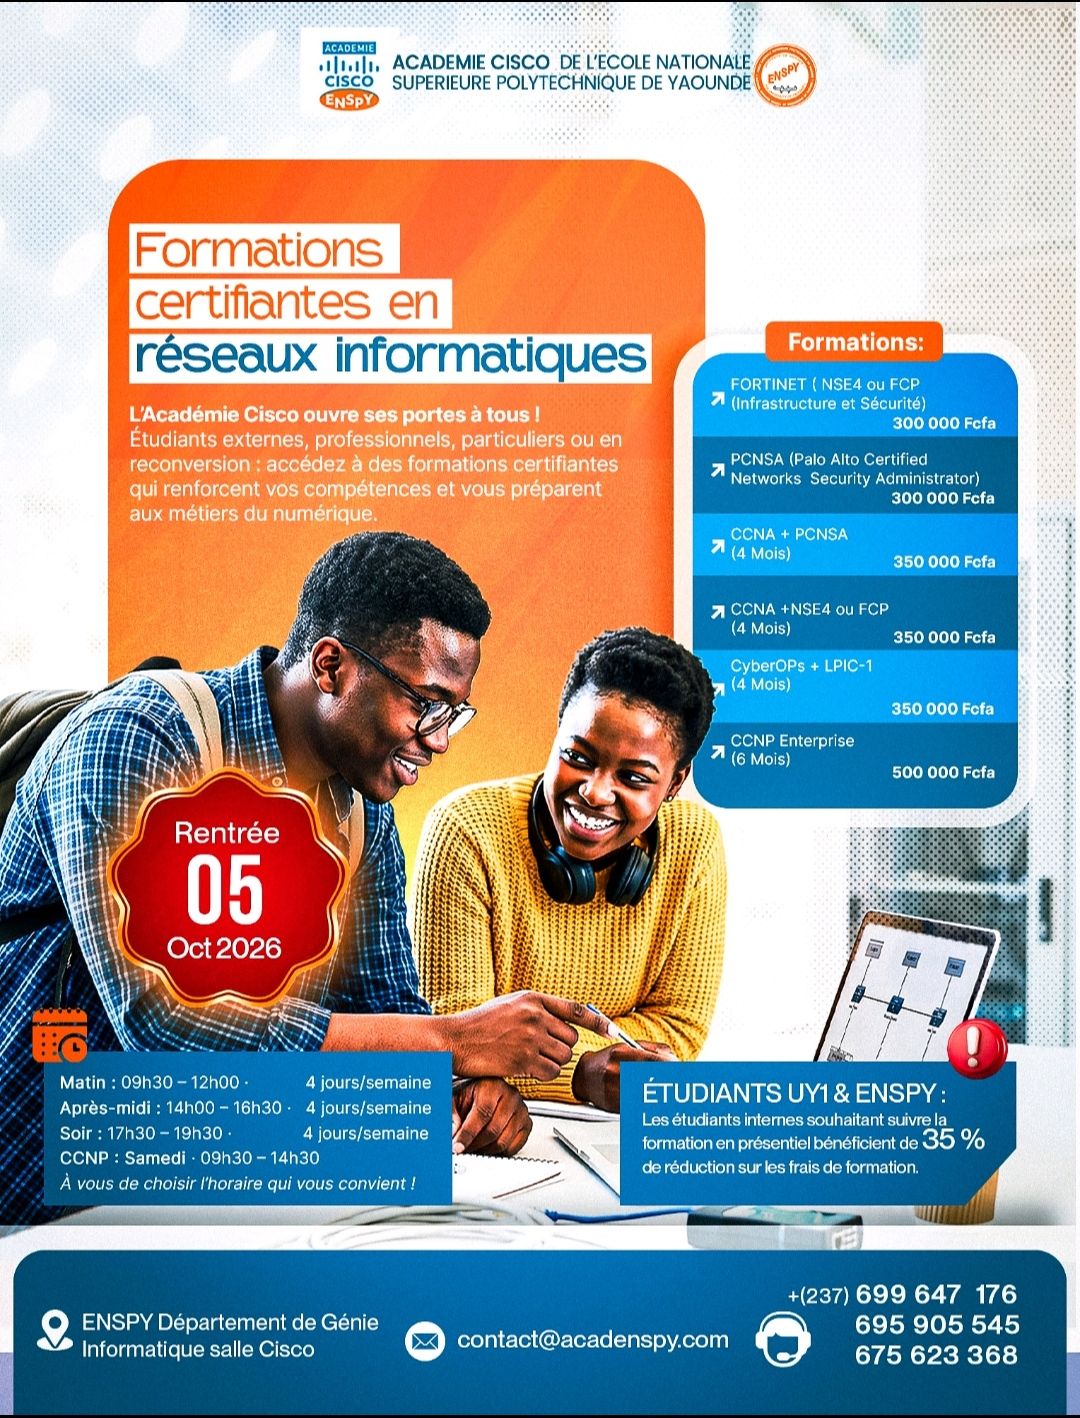 ACADEMIE
CISCO
ENSPY
ACADEMIE CISCO DE L'ECOLE NATIONALE
SUPERIEURE POLYTECHNIQUE DE YAOUNDE
ENSPY
Formations
certifiantes en
réseaux informatiques
L'Académie Cisco ouvre ses portes à tous !
Étudiants externes, professionnels, particuliers ou en
reconversion : accédez à des formations certifiantes
qui renforcent vos compétences et vous préparent
aux métiers du numérique.
Formations:
FORTINET ( NSE4 ou FCP
(Infrastructure et Sécurité)
300 000 Fcfa
PCNSA (Palo Alto Certified
Networks Security Administrator)
300 000 Fcfa
CCNA + PCNSA
(4 Mois)
350 000 Fcfa
CCNA +NSE4 ou FCP
(4 Mois)
350 000 Fcfa
CyberOPs + LPIC-1
(4 Mois)
350 000 Fcfa
CCNP Enterprise
(6 Mois)
500 000 Fcfa
Rentrée
05
Oct 2026
Matin : 09h30 – 12h00 · 4 jours/semaine
Après-midi : 14h00 – 16h30 · 4 jours/semaine
Soir : 17h30 – 19h30 · 4 jours/semaine
CCNP : Samedi · 09h30 – 14h30
À vous de choisir l'horaire qui vous convient !
ÉTUDIANTS UY1 & ENSPY :
Les étudiants internes souhaitant suivre la
formation en présentiel bénéficient de 35 %
de réduction sur les frais de formation.
ENSPY Département de Génie
Informatique salle Cisco
contact@acadenspy.com
+(237) 699 647 176
695 905 545
675 623 368